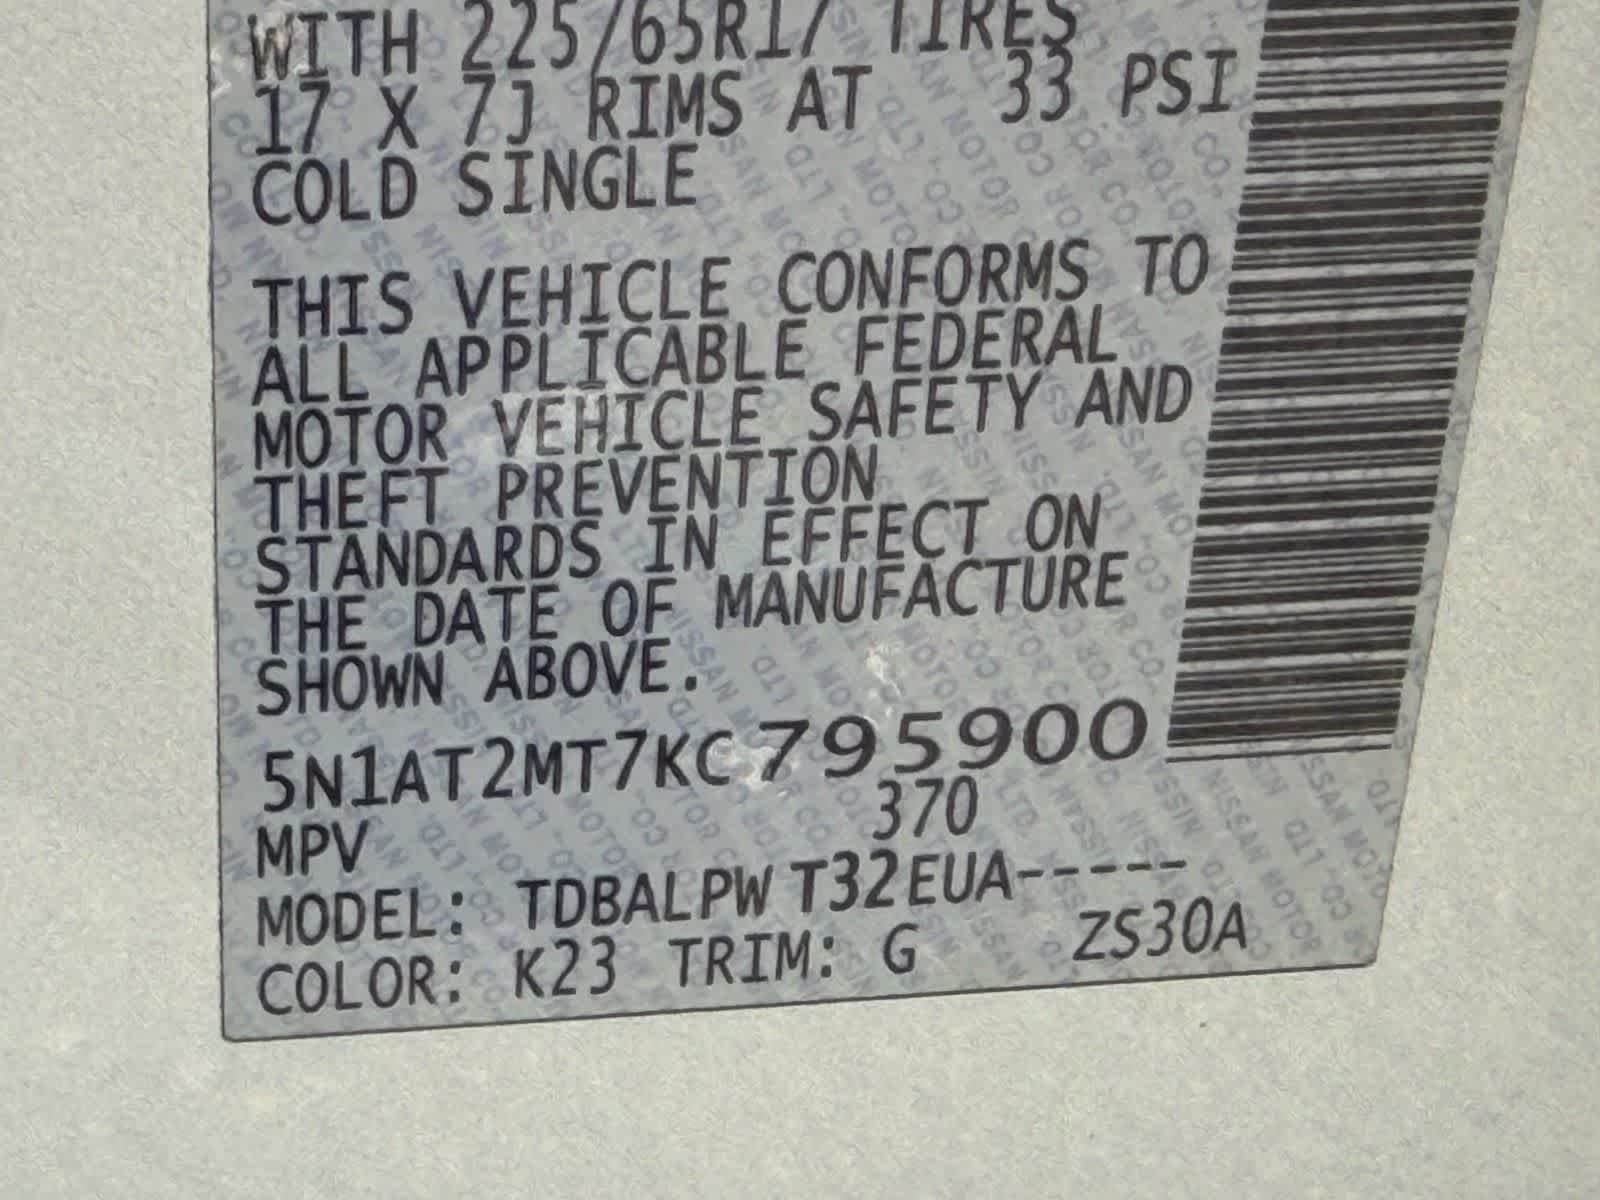 WITH 225/65R17 TIRES
17 X 7J RIMS AT 33 PSI
COLD SINGLE
THIS VEHICLE CONFORMS TO
ALL APPLICABLE FEDERAL
MOTOR VEHICLE SAFETY AND
THEFT PREVENTION
STANDARDS IN EFFECT ON
THE DATE OF MANUFACTURE
SHOWN ABOVE.
5N1AT2MT7KC795900
MPV 370
MODEL: TDBALPW T32EUA-----
COLOR: K23 TRIM: G ZS30A